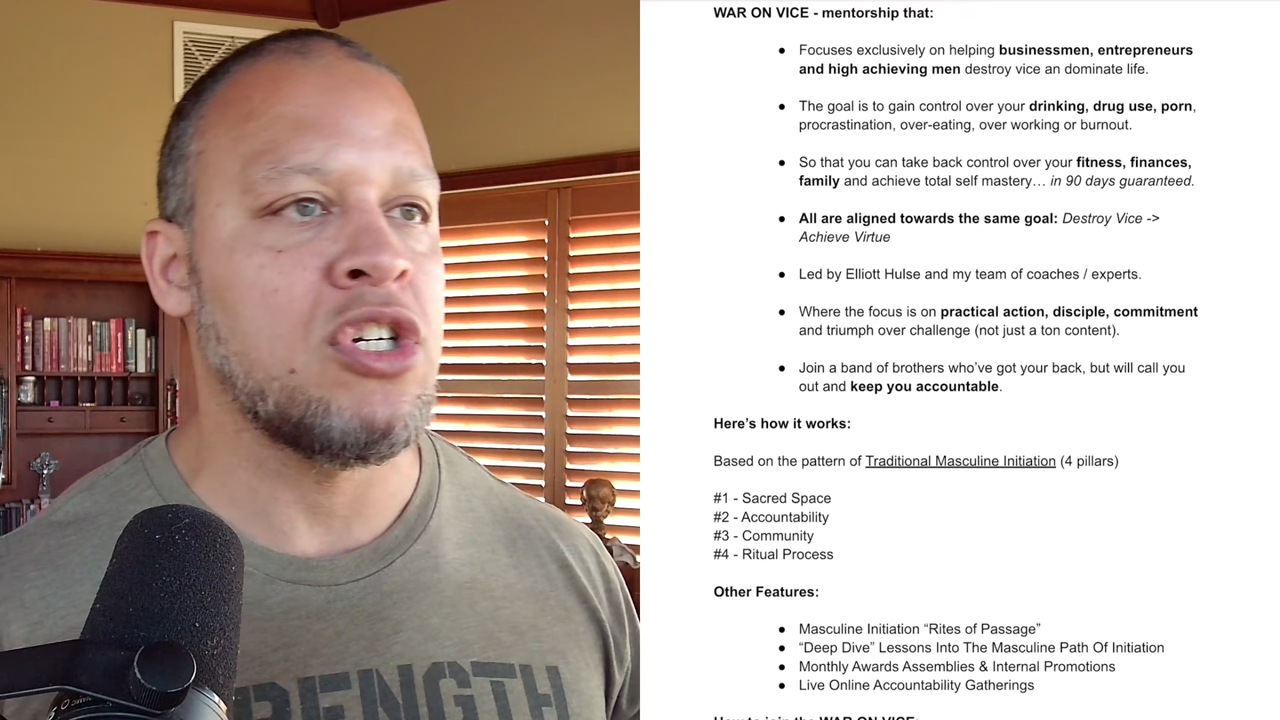 WAR ON VICE - mentorship that:
● Focuses exclusively on helping businessmen, entrepreneurs
and high achieving men destroy vice an dominate life.
● The goal is to gain control over your drinking, drug use, porn,
procrastination, over-eating, over working or burnout.
● So that you can take back control over your fitness, finances,
family and achieve total self mastery… in 90 days guaranteed.
● All are aligned towards the same goal: Destroy Vice ->
Achieve Virtue
● Led by Elliott Hulse and my team of coaches / experts.
● Where the focus is on practical action, disciple, commitment
and triumph over challenge (not just a ton content).
● Join a band of brothers who’ve got your back, but will call you
out and keep you accountable.
Here’s how it works:
Based on the pattern of Traditional Masculine Initiation (4 pillars)
#1 - Sacred Space
#2 - Accountability
#3 - Community
#4 - Ritual Process
Other Features:
● Masculine Initiation “Rites of Passage”
● “Deep Dive” Lessons Into The Masculine Path Of Initiation
● Monthly Awards Assemblies & Internal Promotions
● Live Online Accountability Gatherings
How to join the WAR ON VICE:
RENGTH